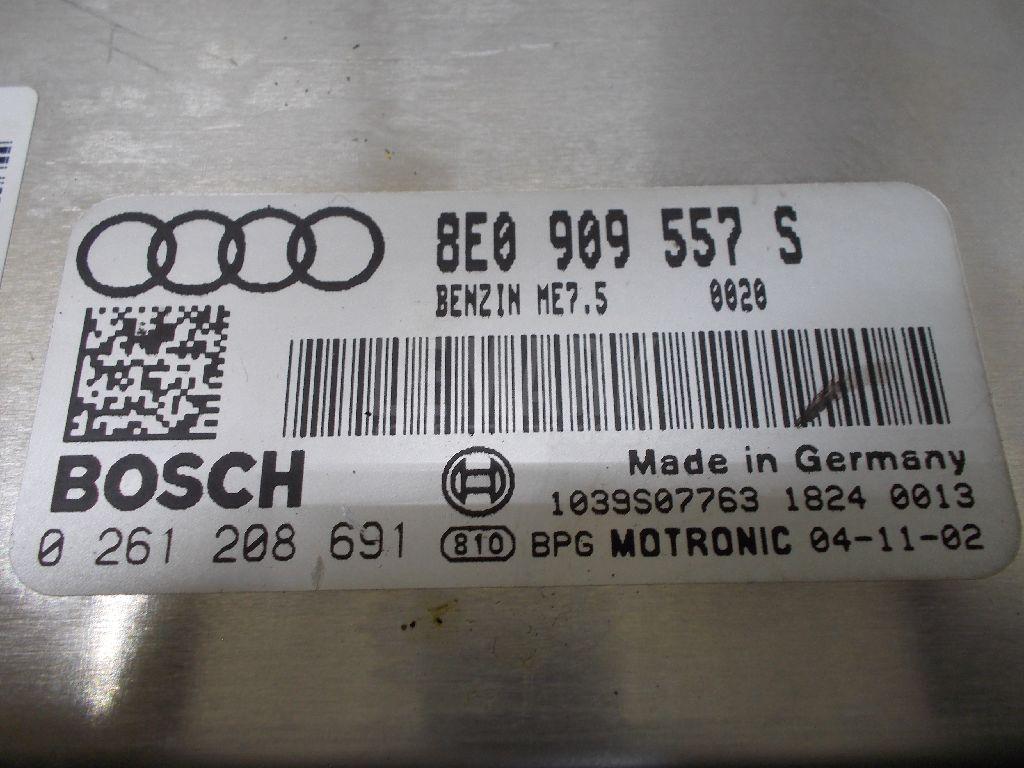 8E0 909 557 S
BENZIN ME7.5 0020
BOSCH
Made in Germany
1039S07763 1824 0013
0 261 208 691
810 BPG MOTRONIC 04-11-02